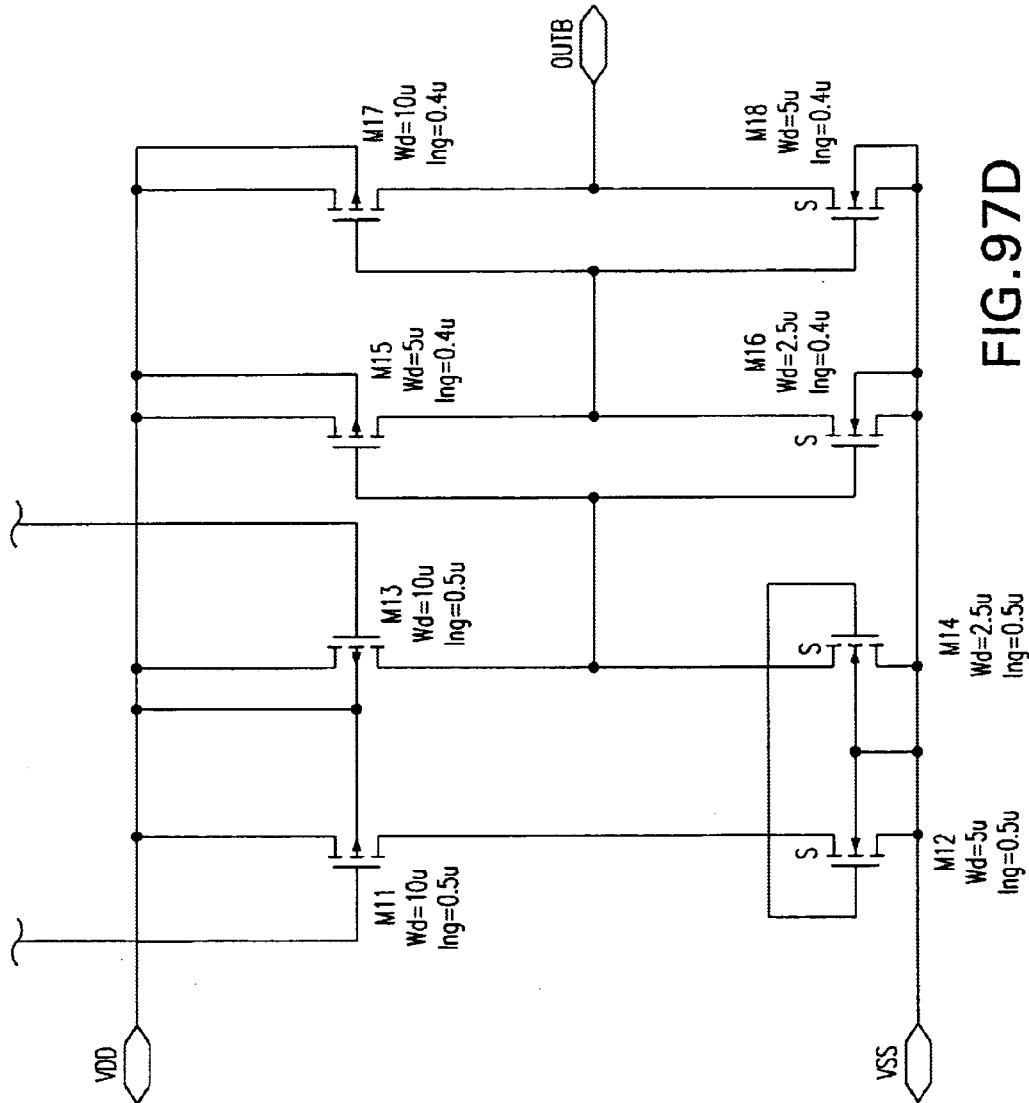 VDD
M11
Wd=10u
lng=0.5u
M13
Wd=10u
lng=0.5u
M15
Wd=5u
lng=0.4u
M17
Wd=10u
lng=0.4u
OUTB
S
S
S
S
M12
Wd=5u
lng=0.5u
M14
Wd=2.5u
lng=0.5u
M16
Wd=2.5u
lng=0.4u
M18
Wd=5u
lng=0.4u
VSS
FIG.97D